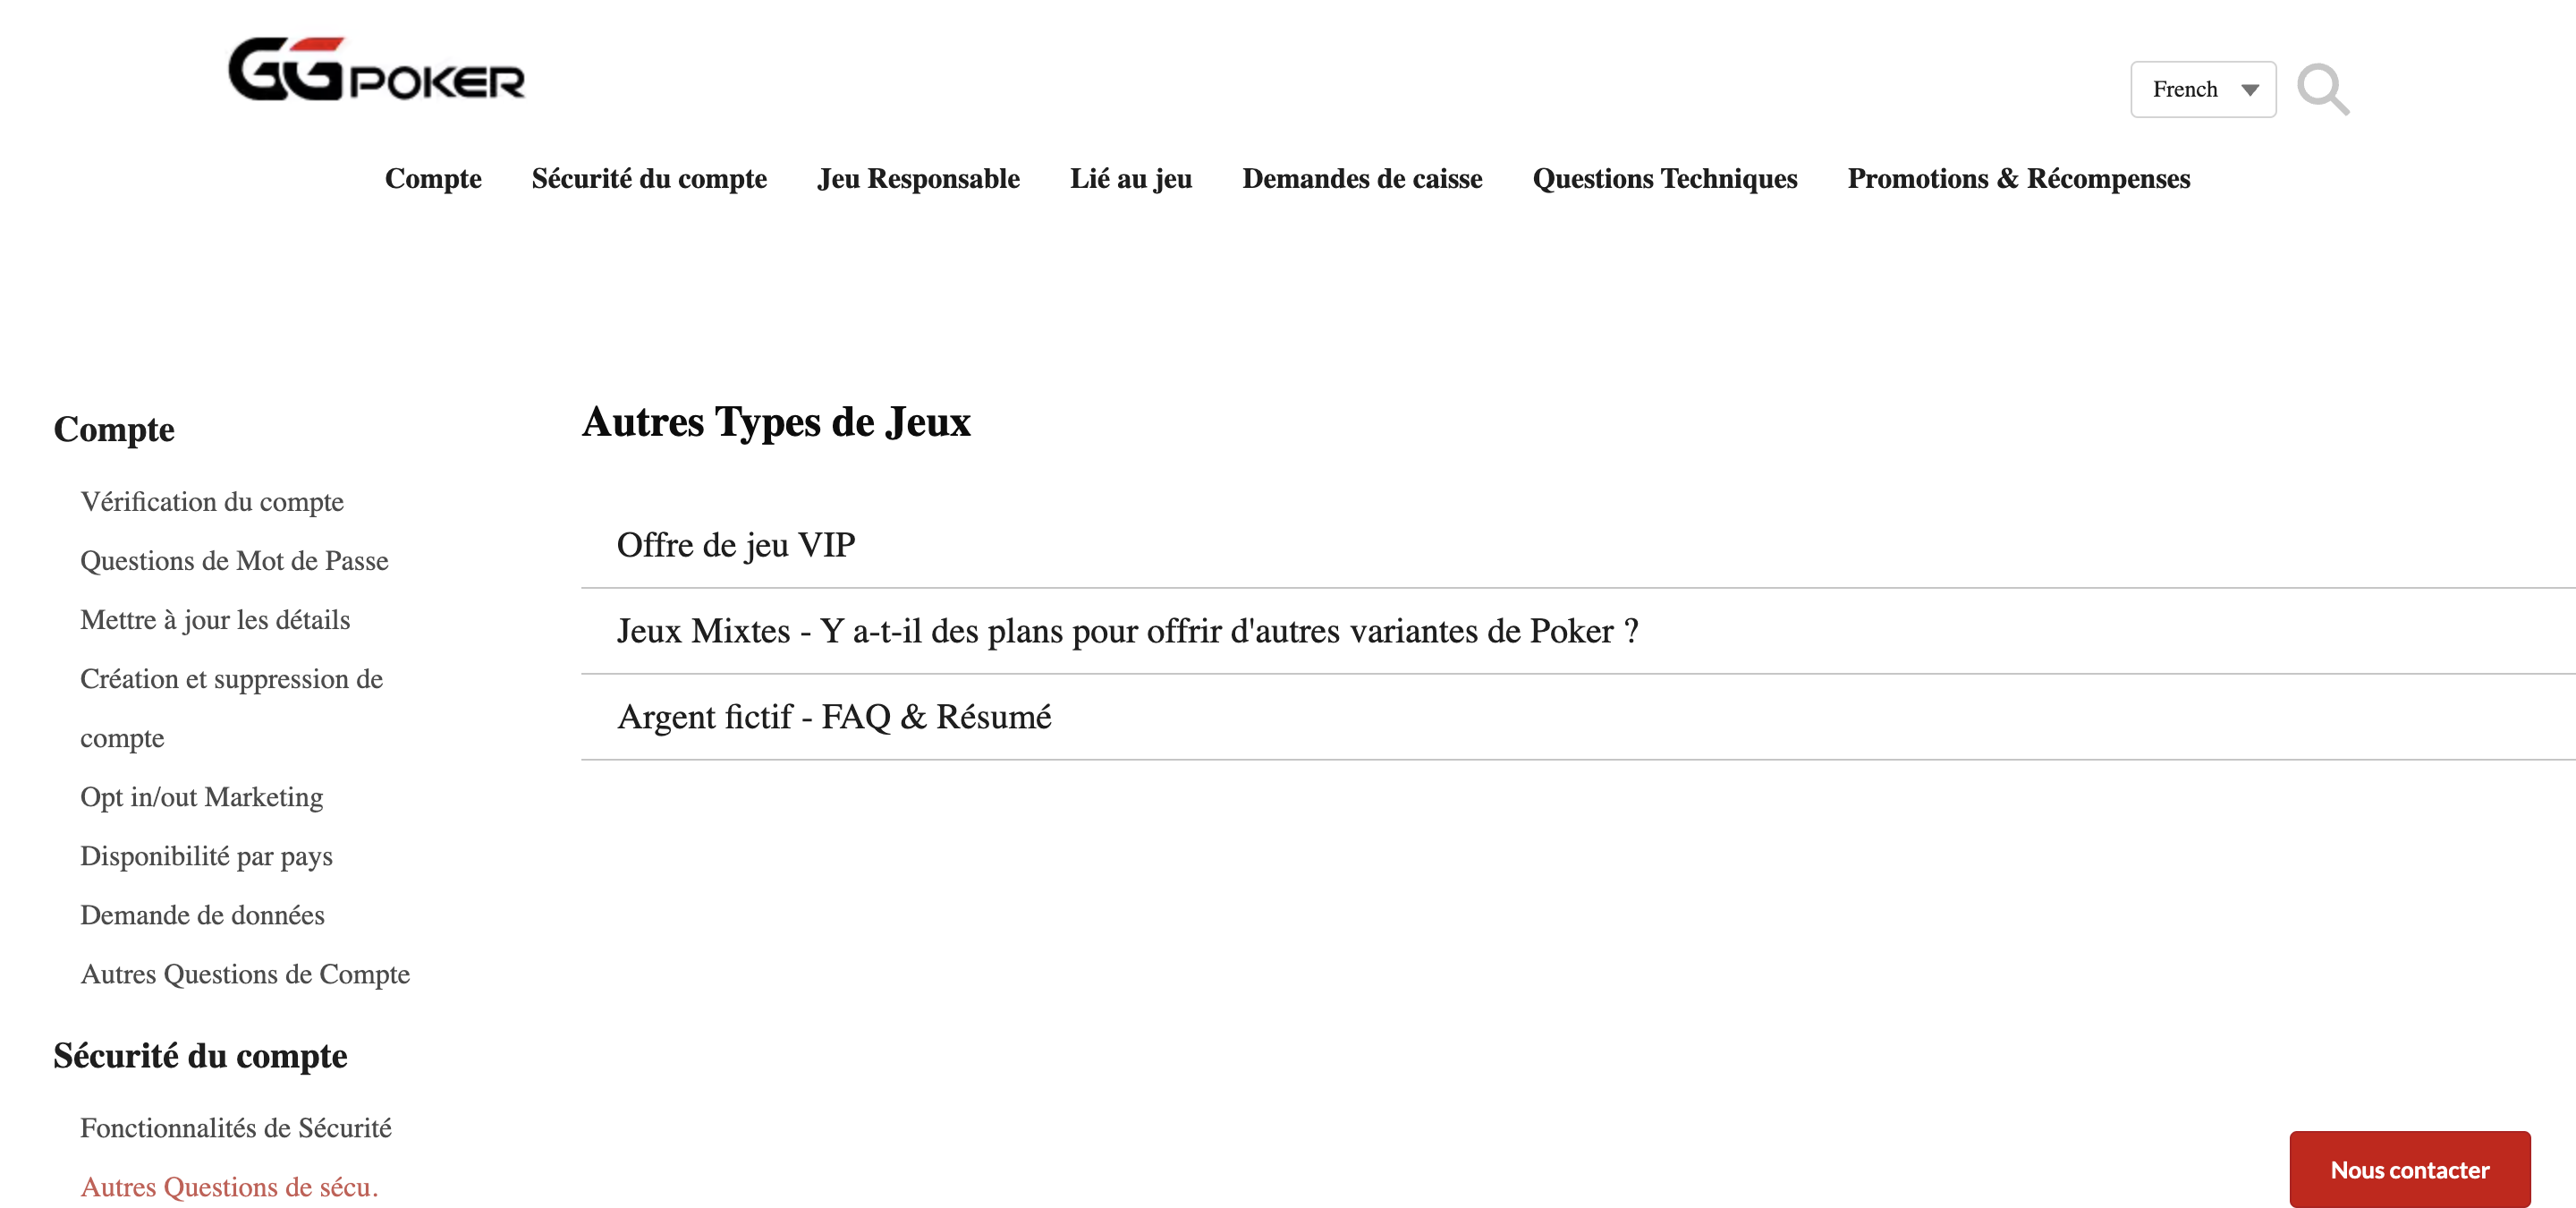 GGPOKER
French
Compte Sécurité du compte Jeu Responsable Lié au jeu Demandes de caisse Questions Techniques Promotions & Récompenses
Compte
Vérification du compte
Questions de Mot de Passe
Mettre à jour les détails
Création et suppression de
compte
Opt in/out Marketing
Disponibilité par pays
Demande de données
Autres Questions de Compte
Sécurité du compte
Fonctionnalités de Sécurité
Autres Questions de sécu.
Autres Types de Jeux
Offre de jeu VIP
Jeux Mixtes - Y a-t-il des plans pour offrir d'autres variantes de Poker ?
Argent fictif - FAQ & Résumé
Nous contacter